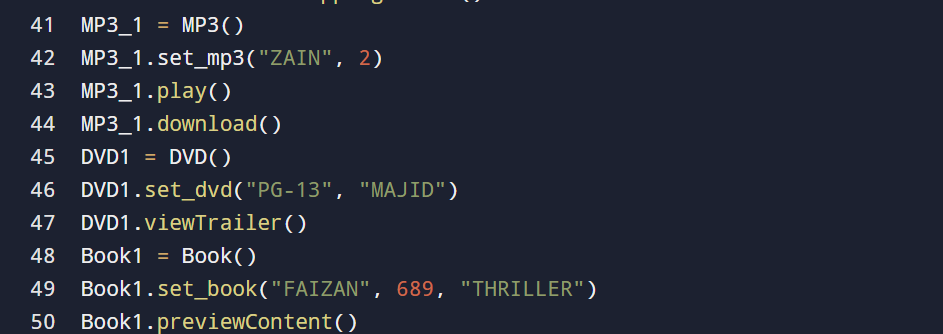 41 MP3_1 = MP3()
42 MP3_1.set_mp3("ZAIN", 2)
43 MP3_1.play()
44 MP3_1.download()
45 DVD1 = DVD()
46 DVD1.set_dvd("PG-13", "MAJID")
47 DVD1.viewTrailer()
48 Book1 = Book()
49 Book1.set_book("FAIZAN", 689, "THRILLER")
50 Book1.previewContent()